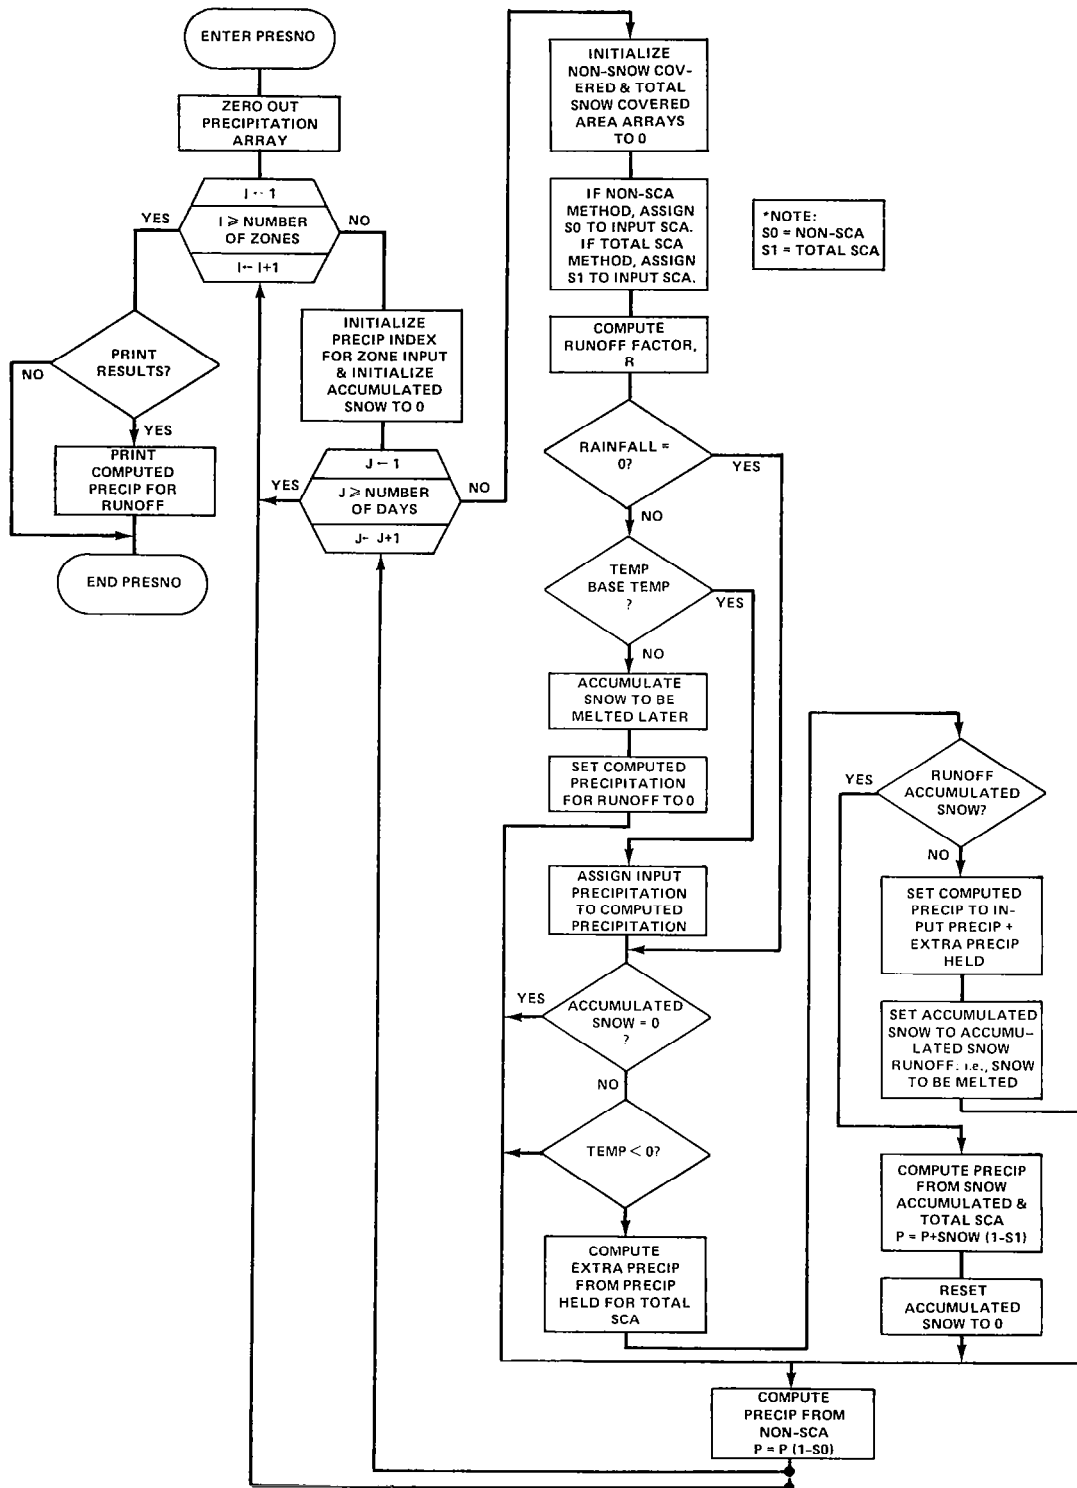 ENTER PRESNO
ZERO OUT
PRECIPITATION
ARRAY
I ← 1
YES
I ⩾ NUMBER
OF ZONES
NO
I← I+1
PRINT
RESULTS?
NO
YES
PRINT
COMPUTED
PRECIP FOR
RUNOFF
END PRESNO
INITIALIZE
PRECIP INDEX
FOR ZONE INPUT
& INITIALIZE
ACCUMULATED
SNOW TO 0
J ← 1
YES
J ⩾ NUMBER
OF DAYS
NO
J← J+1
INITIALIZE
NON-SNOW COV-
ERED & TOTAL
SNOW COVERED
AREA ARRAYS
TO 0
IF NON-SCA
METHOD, ASSIGN
S0 TO INPUT SCA.
IF TOTAL SCA
METHOD, ASSIGN
S1 TO INPUT SCA.
*NOTE:
S0 = NON-SCA
S1 = TOTAL SCA
COMPUTE
RUNOFF FACTOR,
R
RAINFALL =
0?
YES
NO
TEMP
BASE TEMP
?
YES
NO
ACCUMULATE
SNOW TO BE
MELTED LATER
SET COMPUTED
PRECIPITATION
FOR RUNOFF TO 0
ASSIGN INPUT
PRECIPITATION
TO COMPUTED
PRECIPITATION
YES
ACCUMULATED
SNOW = 0
?
NO
TEMP < 0?
COMPUTE
EXTRA PRECIP
FROM PRECIP
HELD FOR TOTAL
SCA
YES
RUNOFF
ACCUMULATED
SNOW?
NO
SET COMPUTED
PRECIP TO IN-
PUT PRECIP +
EXTRA PRECIP
HELD
SET ACCUMULATED
SNOW TO ACCUMU-
LATED SNOW
RUNOFF. i.e., SNOW
TO BE MELTED
COMPUTE PRECIP
FROM SNOW
ACCUMULATED &
TOTAL SCA
P = P+SNOW (1-S1)
RESET
ACCUMULATED
SNOW TO 0
COMPUTE
PRECIP FROM
NON-SCA
P = P (1-S0)